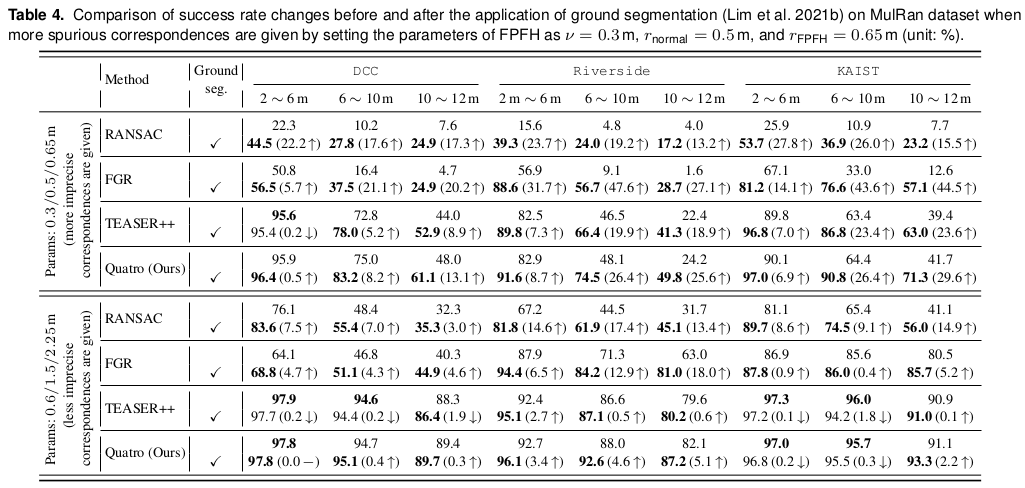 Table 4. Comparison of success rate changes before and after the application of ground segmentation (Lim et al. 2021b) on MulRan dataset when
more spurious correspondences are given by setting the parameters of FPFH as ν = 0.3 m, r_normal = 0.5 m, and r_FPFH = 0.65 m (unit: %).
Method Ground seg. DCC Riverside KAIST
2 ∼ 6 m 6 ∼ 10 m 10 ∼ 12 m 2 m ∼ 6 m 6 ∼ 10 m 10 ∼ 12 m 2 ∼ 6 m 6 ∼ 10 m 10 ∼ 12 m
Params: 0.3/0.5/0.65 m
(more imprecise
correspondences are given)
RANSAC
22.3 10.2 7.6 15.6 4.8 4.0 25.9 10.9 7.7
✓ 44.5 (22.2 ↑) 27.8 (17.6 ↑) 24.9 (17.3 ↑) 39.3 (23.7 ↑) 24.0 (19.2 ↑) 17.2 (13.2 ↑) 53.7 (27.8 ↑) 36.9 (26.0 ↑) 23.2 (15.5 ↑)
FGR
50.8 16.4 4.7 56.9 9.1 1.6 67.1 33.0 12.6
✓ 56.5 (5.7 ↑) 37.5 (21.1 ↑) 24.9 (20.2 ↑) 88.6 (31.7 ↑) 56.7 (47.6 ↑) 28.7 (27.1 ↑) 81.2 (14.1 ↑) 76.6 (43.6 ↑) 57.1 (44.5 ↑)
TEASER++
95.6 72.8 44.0 82.5 46.5 22.4 89.8 63.4 39.4
✓ 95.4 (0.2 ↓) 78.0 (5.2 ↑) 52.9 (8.9 ↑) 89.8 (7.3 ↑) 66.4 (19.9 ↑) 41.3 (18.9 ↑) 96.8 (7.0 ↑) 86.8 (23.4 ↑) 63.0 (23.6 ↑)
Quatro (Ours)
95.9 75.0 48.0 82.9 48.1 24.2 90.1 64.4 41.7
✓ 96.4 (0.5 ↑) 83.2 (8.2 ↑) 61.1 (13.1 ↑) 91.6 (8.7 ↑) 74.5 (26.4 ↑) 49.8 (25.6 ↑) 97.0 (6.9 ↑) 90.8 (26.4 ↑) 71.3 (29.6 ↑)
Params: 0.6/1.5/2.25 m
(less imprecise
correspondences are given)
RANSAC
76.1 48.4 32.3 67.2 44.5 31.7 81.1 65.4 41.1
✓ 83.6 (7.5 ↑) 55.4 (7.0 ↑) 35.3 (3.0 ↑) 81.8 (14.6 ↑) 61.9 (17.4 ↑) 45.1 (13.4 ↑) 89.7 (8.6 ↑) 74.5 (9.1 ↑) 56.0 (14.9 ↑)
FGR
64.1 46.8 40.3 87.9 71.3 63.0 86.9 85.6 80.5
✓ 68.8 (4.7 ↑) 51.1 (4.3 ↑) 44.9 (4.6 ↑) 94.4 (6.5 ↑) 84.2 (12.9 ↑) 81.0 (18.0 ↑) 87.8 (0.9 ↑) 86.0 (0.4 ↑) 85.7 (5.2 ↑)
TEASER++
97.9 94.6 88.3 92.4 86.6 79.6 97.3 96.0 90.9
✓ 97.7 (0.2 ↓) 94.4 (0.2 ↓) 86.4 (1.9 ↓) 95.1 (2.7 ↑) 87.1 (0.5 ↑) 80.2 (0.6 ↑) 97.2 (0.1 ↓) 94.2 (1.8 ↓) 91.0 (0.1 ↑)
Quatro (Ours)
97.8 94.7 89.4 92.7 88.0 82.1 97.0 95.7 91.1
✓ 97.8 (0.0 −) 95.1 (0.4 ↑) 89.7 (0.3 ↑) 96.1 (3.4 ↑) 92.6 (4.6 ↑) 87.2 (5.1 ↑) 96.8 (0.2 ↓) 95.5 (0.3 ↓) 93.3 (2.2 ↑)